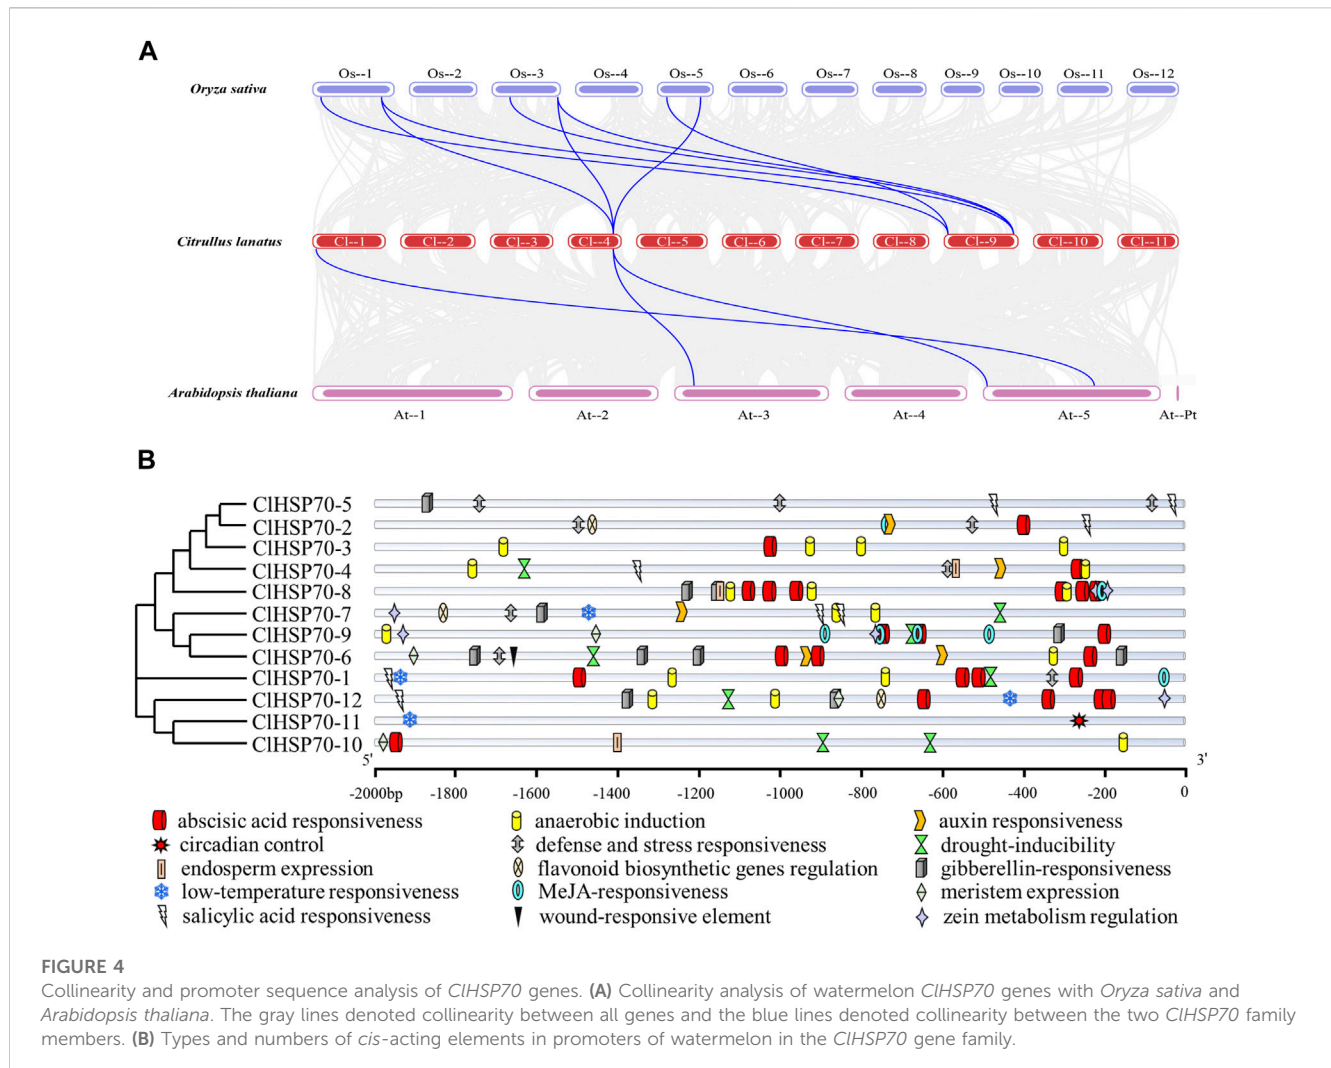 A
Os--1 Os--2 Os--3 Os--4 Os--5 Os--6 Os--7 Os--8 Os--9 Os--10 Os--11 Os--12
Oryza sativa
Citrullus lanatus
Cl--1 Cl--2 Cl--3 Cl--4 Cl--5 Cl--6 Cl--7 Cl--8 Cl--9 Cl--10 Cl--11
Arabidopsis thaliana
At--1 At--2 At--3 At--4 At--5 At--Pt
B
ClHSP70-5
ClHSP70-2
ClHSP70-3
ClHSP70-4
ClHSP70-8
ClHSP70-7
ClHSP70-9
ClHSP70-6
ClHSP70-1
ClHSP70-12
ClHSP70-11
ClHSP70-10
5' 3'
-2000bp -1800 -1600 -1400 -1200 -1000 -800 -600 -400 -200 0
abscisic acid responsiveness anaerobic induction auxin responsiveness
circadian control defense and stress responsiveness drought-inducibility
endosperm expression flavonoid biosynthetic genes regulation gibberellin-responsiveness
low-temperature responsiveness MeJA-responsiveness meristem expression
salicylic acid responsiveness wound-responsive element zein metabolism regulation
FIGURE 4
Collinearity and promoter sequence analysis of ClHSP70 genes. (A) Collinearity analysis of watermelon ClHSP70 genes with Oryza sativa and
Arabidopsis thaliana. The gray lines denoted collinearity between all genes and the blue lines denoted collinearity between the two ClHSP70 family
members. (B) Types and numbers of cis-acting elements in promoters of watermelon in the ClHSP70 gene family.